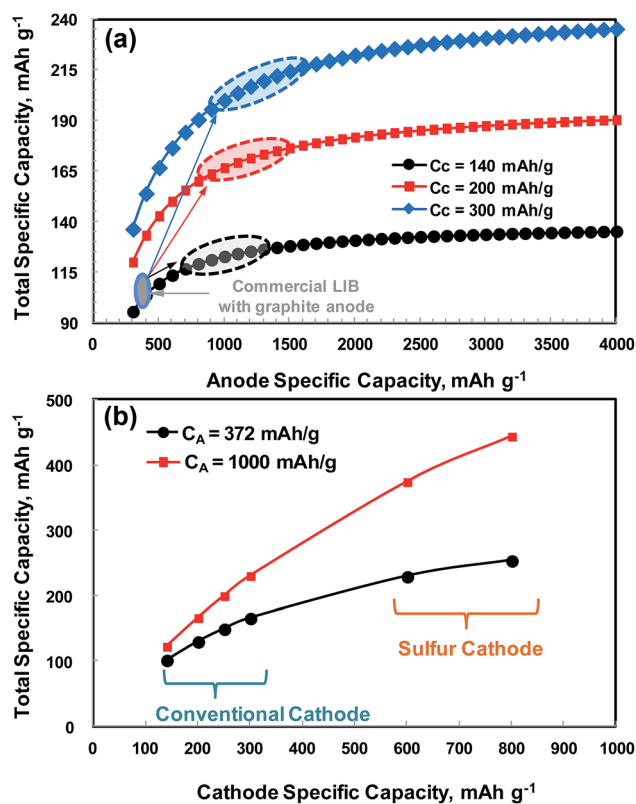 (a)
Total Specific Capacity, mAh g⁻¹
240
215
190
165
140
115
90
Cc = 140 mAh/g
Cc = 200 mAh/g
Cc = 300 mAh/g
Commercial LIB
with graphite anode
0 500 1000 1500 2000 2500 3000 3500 4000
Anode Specific Capacity, mAh g⁻¹
(b)
Total Specific Capacity, mAh g⁻¹
500
400
300
200
100
0
C_A = 372 mAh/g
C_A = 1000 mAh/g
Sulfur Cathode
Conventional Cathode
0 100 200 300 400 500 600 700 800 900 1000
Cathode Specific Capacity, mAh g⁻¹